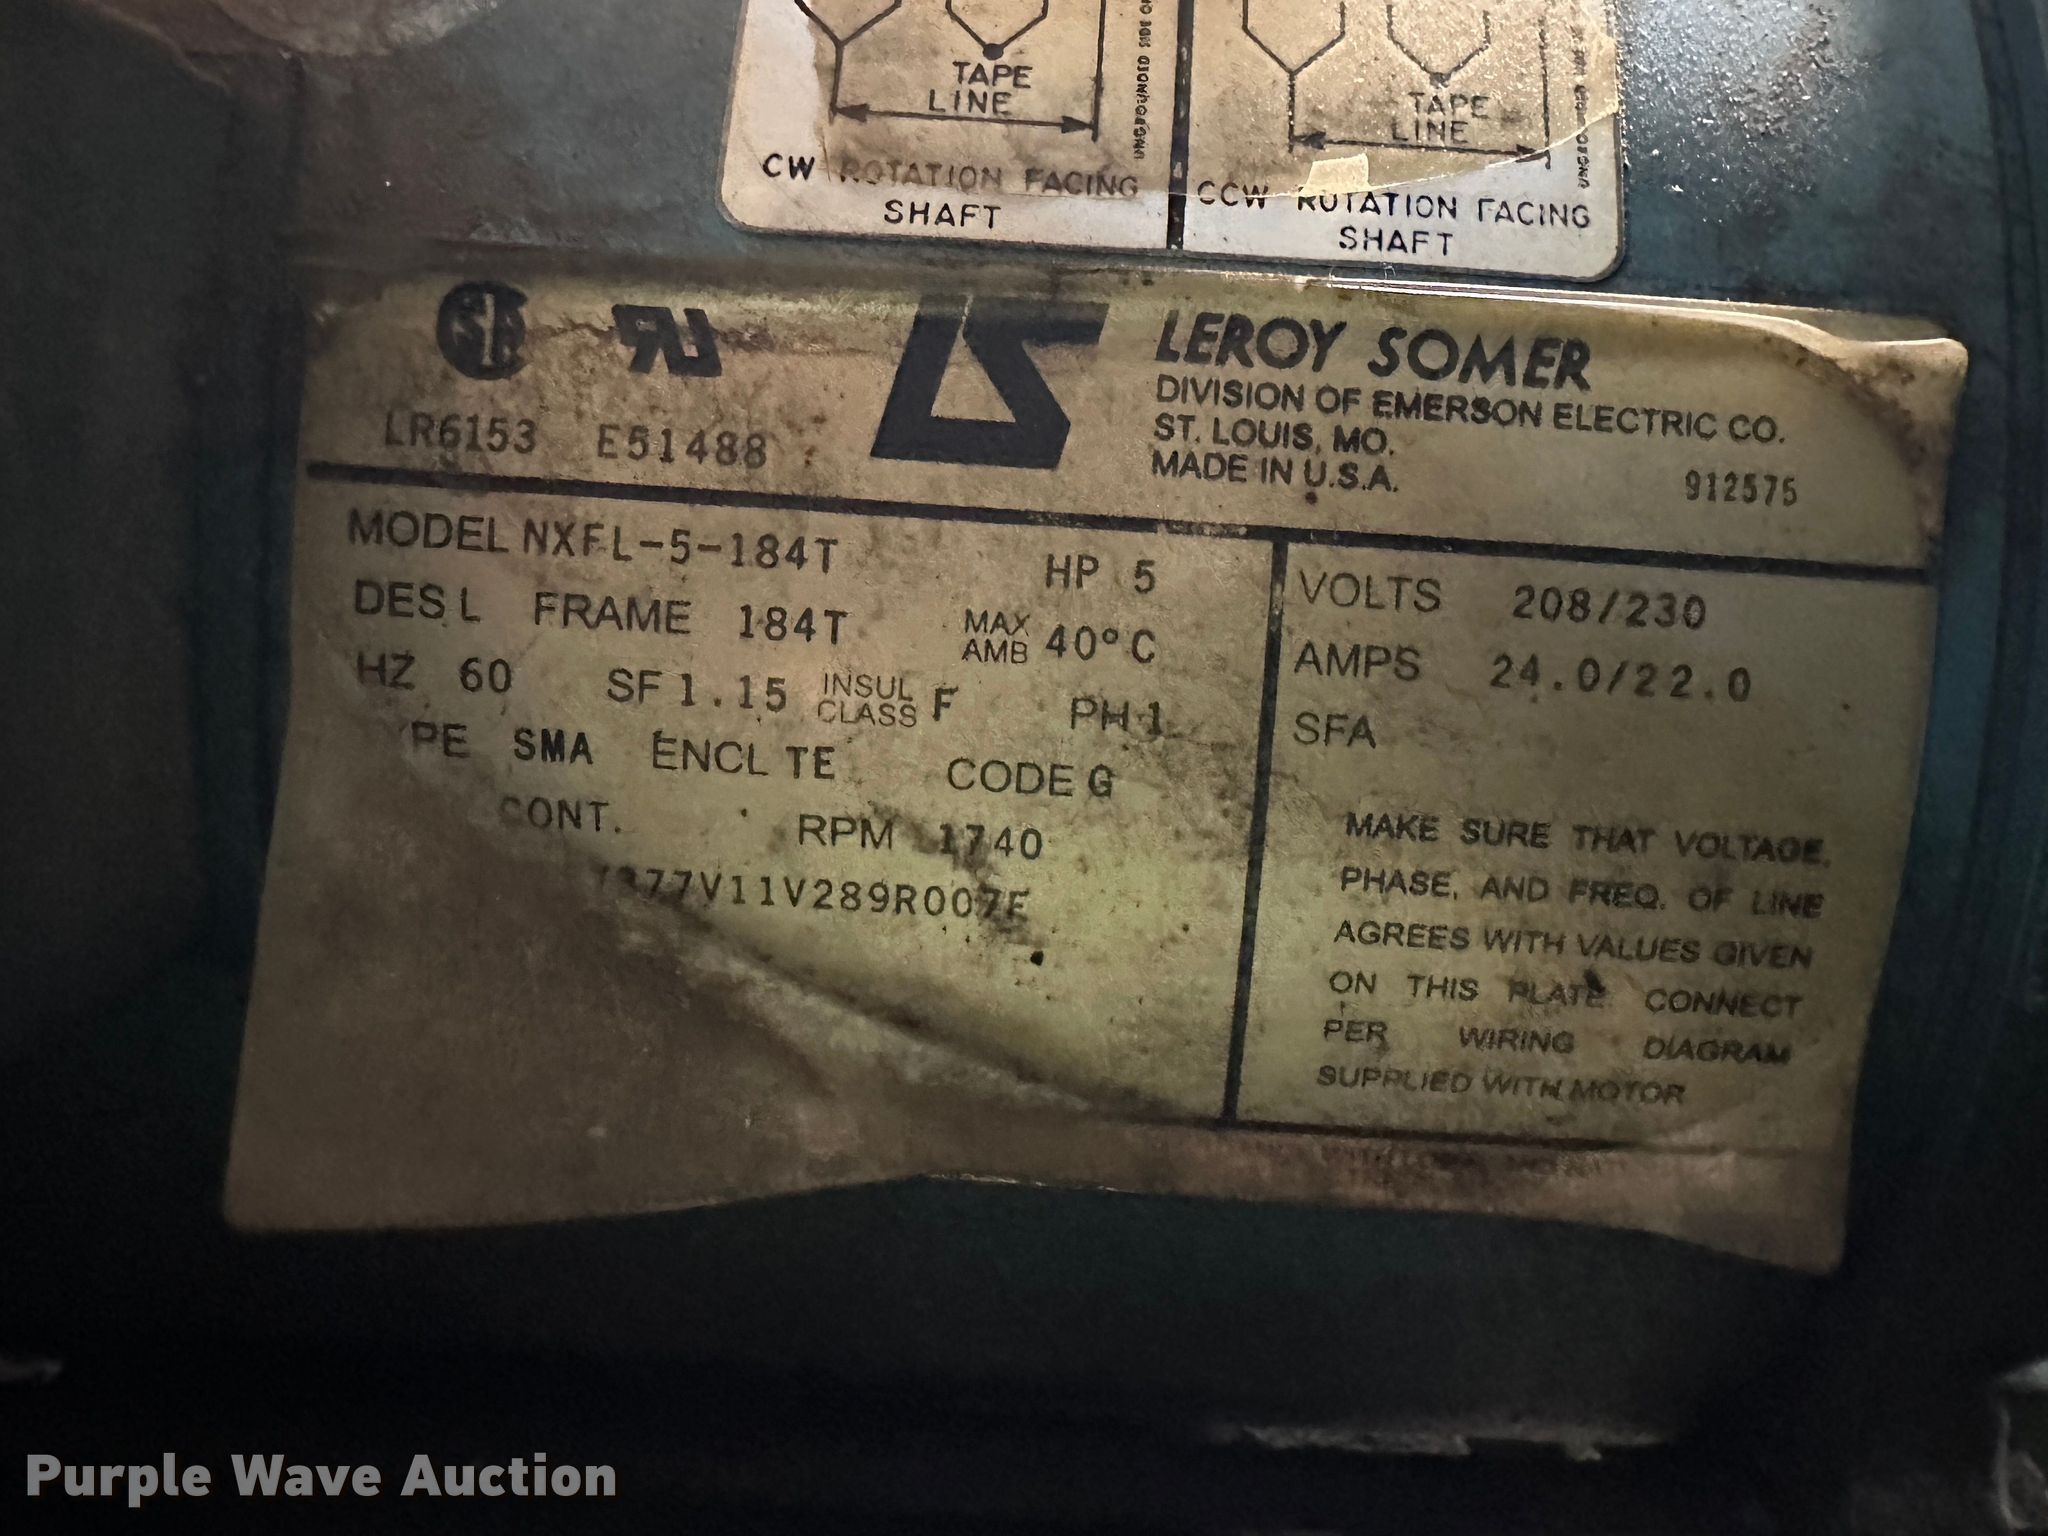 TAPE
LINE
CW ROTATION FACING
SHAFT
TAPE
LINE
CCW ROTATION FACING
SHAFT
LR6153 E51488
LEROY SOMER
DIVISION OF EMERSON ELECTRIC CO.
ST. LOUIS, MO.
MADE IN U.S.A.
912575
MODEL NXFL-5-184T HP 5
DES L FRAME 184T MAX AMB 40°C
HZ 60 SF 1.15 INSUL CLASS F PH 1
YPE SMA ENCL TE CODE G
CONT. RPM 1740
377V11V289R007E
VOLTS 208/230
AMPS 24.0/22.0
SFA
MAKE SURE THAT VOLTAGE,
PHASE, AND FREQ. OF LINE
AGREES WITH VALUES GIVEN
ON THIS PLATE CONNECT
PER WIRING DIAGRAM
SUPPLIED WITH MOTOR
Purple Wave Auction